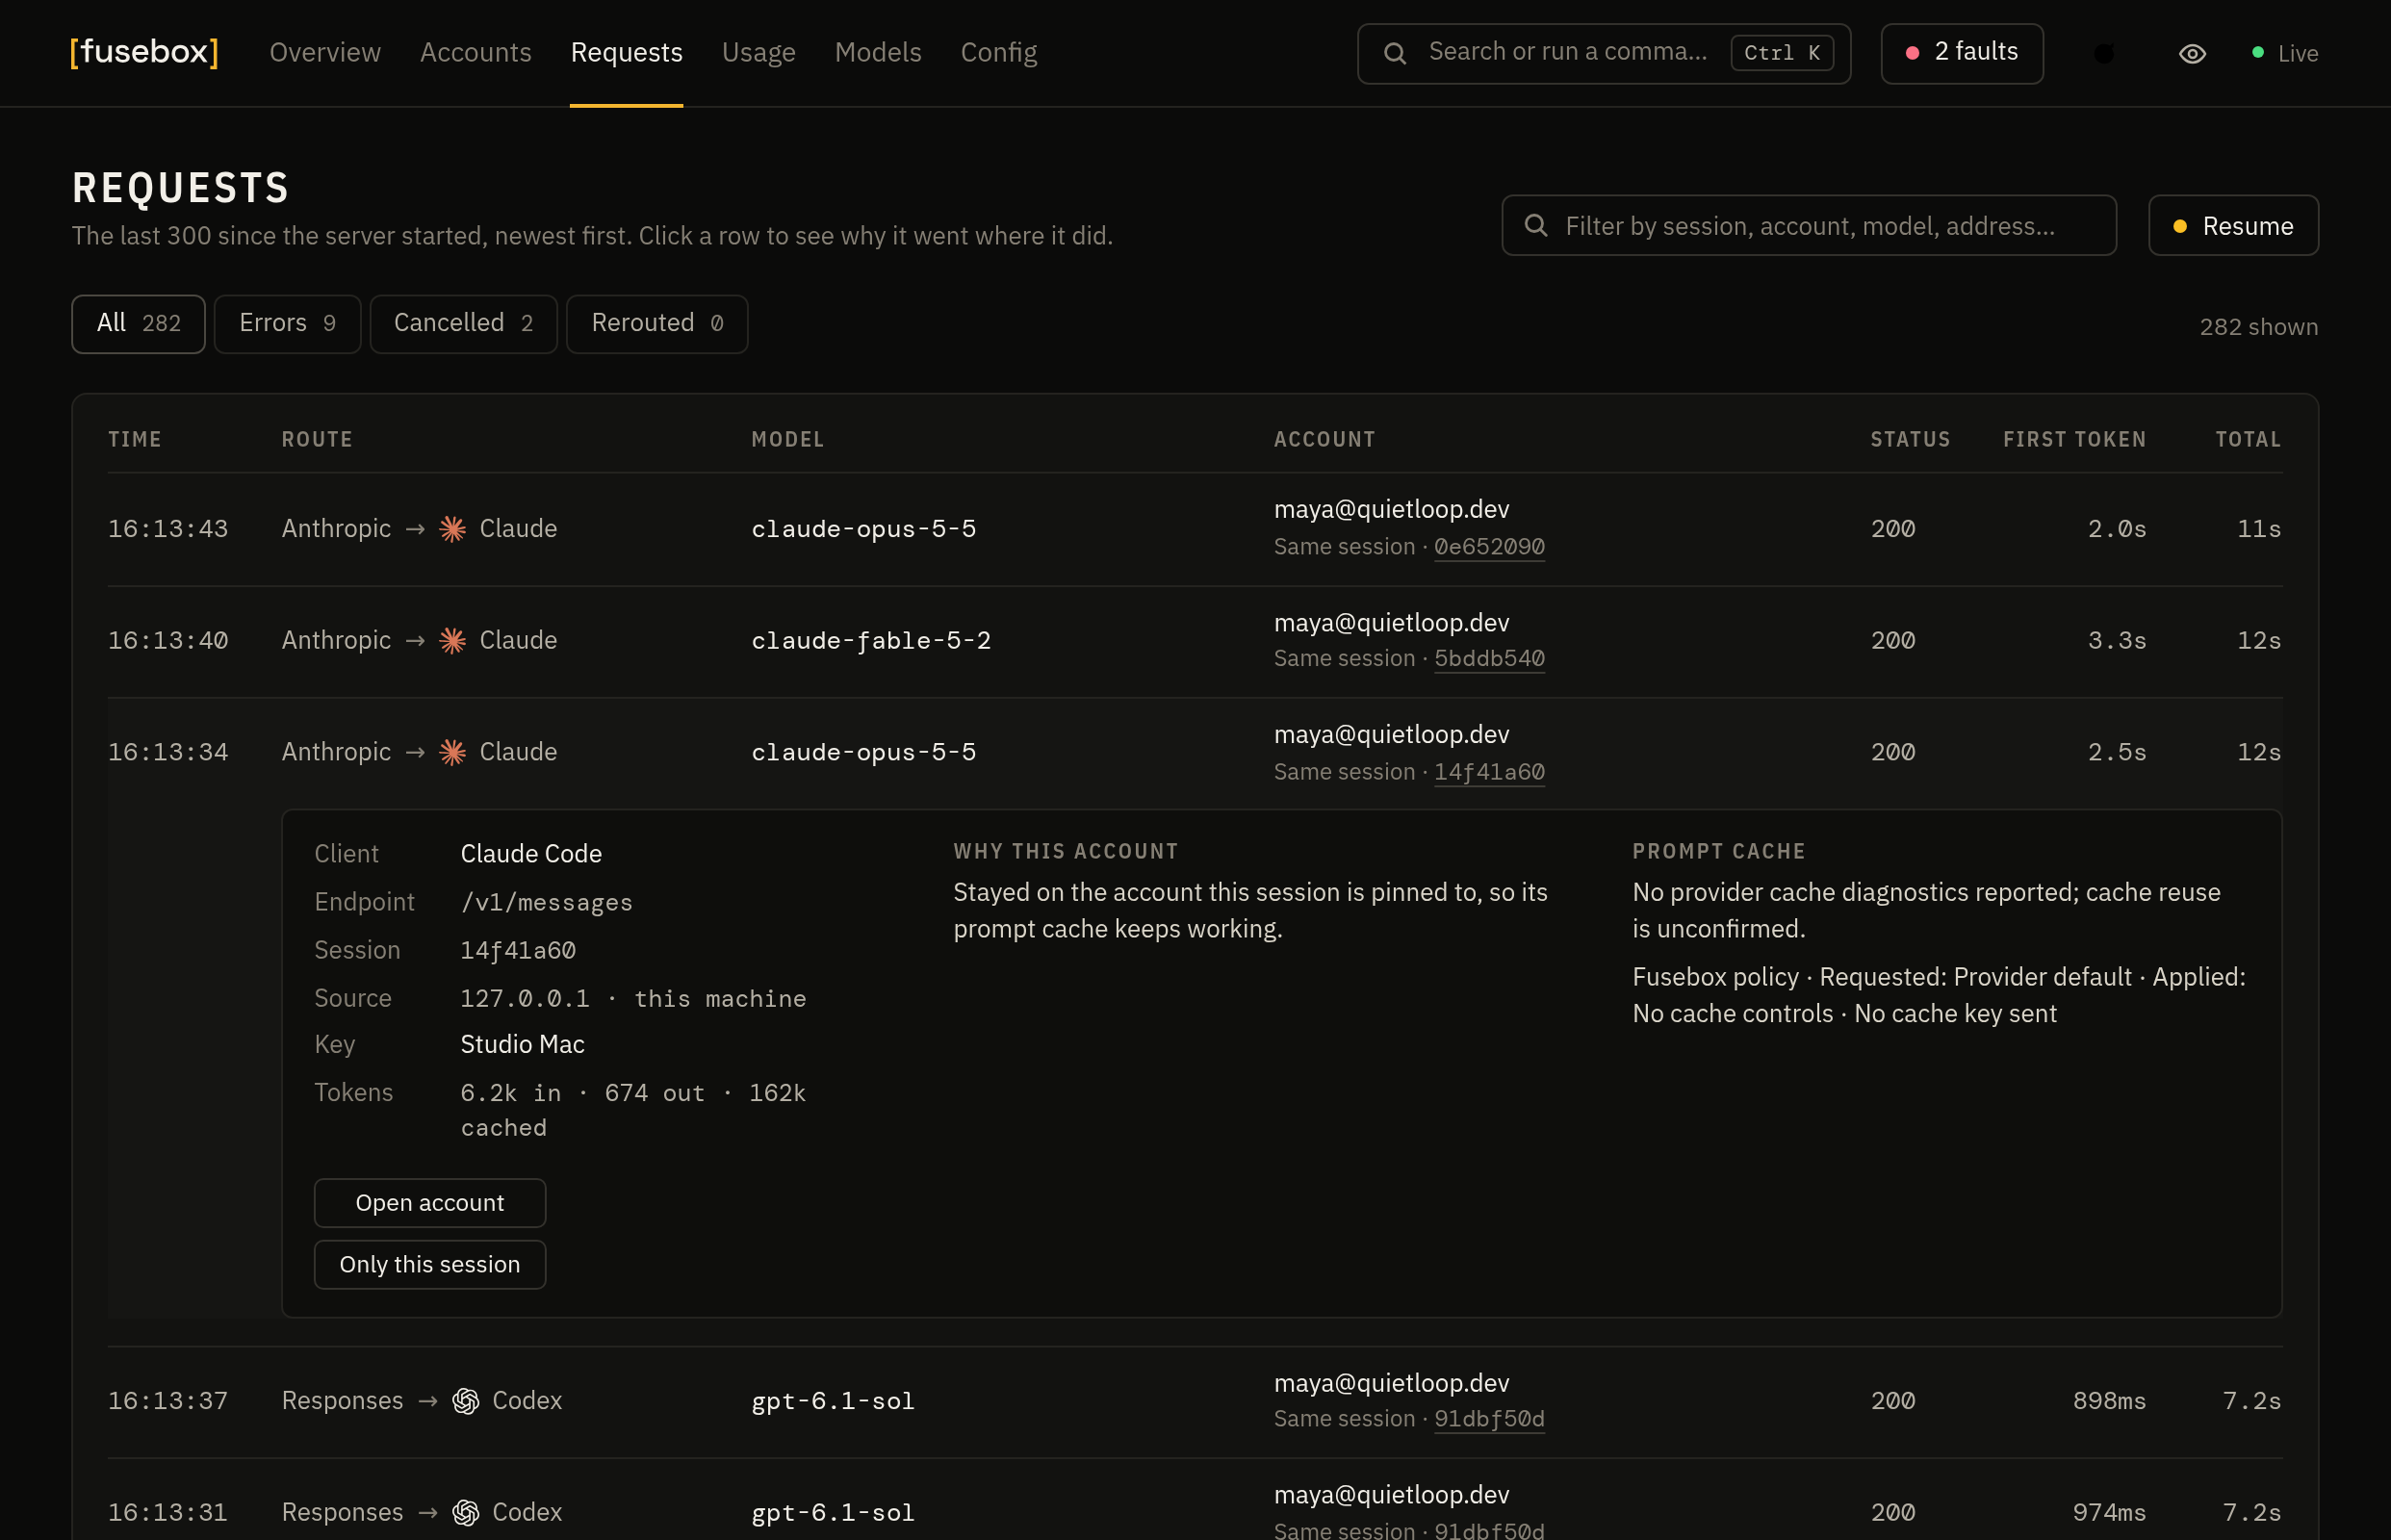 [fusebox] Overview Accounts Requests Usage Models Config Search or run a comma... Ctrl K 2 faults Live
REQUESTS
The last 300 since the server started, newest first. Click a row to see why it went where it did.
Filter by session, account, model, address... Resume
All 282 Errors 9 Cancelled 2 Rerouted 0
282 shown
TIME ROUTE MODEL ACCOUNT STATUS FIRST TOKEN TOTAL
16:13:43 Anthropic → Claude claude-opus-5-5 maya@quietloop.dev 200 2.0s 11s
Same session · 0e652090
16:13:40 Anthropic → Claude claude-fable-5-2 maya@quietloop.dev 200 3.3s 12s
Same session · 5bddb540
16:13:34 Anthropic → Claude claude-opus-5-5 maya@quietloop.dev 200 2.5s 12s
Same session · 14f41a60
Client Claude Code
Endpoint /v1/messages
Session 14f41a60
Source 127.0.0.1 · this machine
Key Studio Mac
Tokens 6.2k in · 674 out · 162k
cached
Open account
Only this session
WHY THIS ACCOUNT
Stayed on the account this session is pinned to, so its
prompt cache keeps working.
PROMPT CACHE
No provider cache diagnostics reported; cache reuse
is unconfirmed.
Fusebox policy · Requested: Provider default · Applied:
No cache controls · No cache key sent
16:13:37 Responses → Codex gpt-6.1-sol maya@quietloop.dev 200 898ms 7.2s
Same session · 91dbf50d
16:13:31 Responses → Codex gpt-6.1-sol maya@quietloop.dev 200 974ms 7.2s
Same session · 91dbf50d